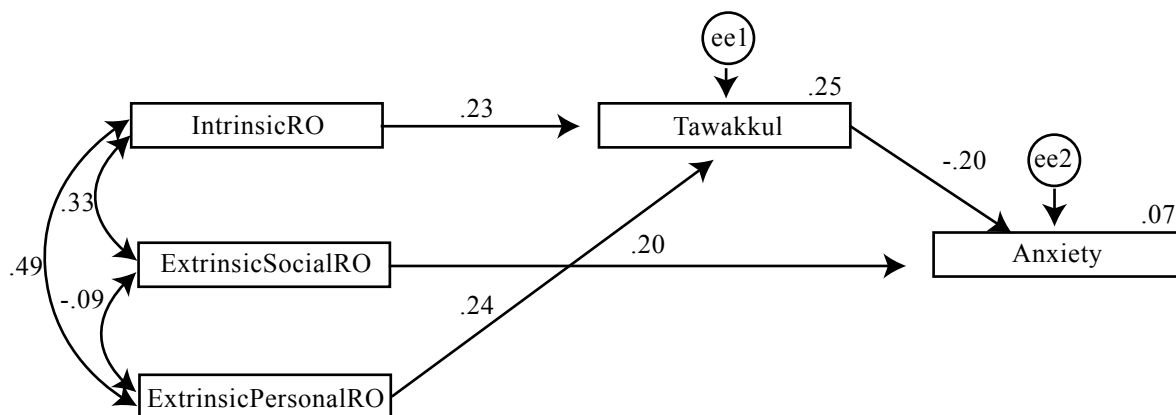 ee1
.25
IntrinsicRO
.23
Tawakkul
-.20
ee2
.33
.07
.49
ExtrinsicSocialRO
.20
Anxiety
-.09
.24
ExtrinsicPersonalRO